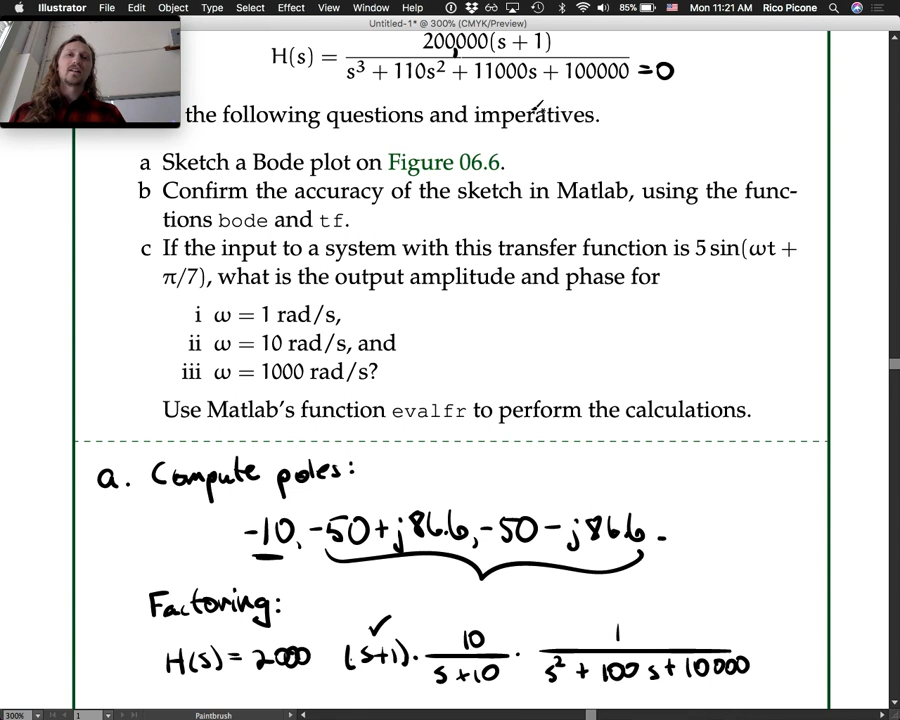 Illustrator File Edit Object Type Select Effect View Window Help 85% Mon 11:21 AM Rico Picone
Untitled-1* @ 300% (CMYK/Preview)
H(s) = 200000(s + 1) / s³ + 110s² + 11000s + 100000 =0
the following questions and imperatives.
a Sketch a Bode plot on Figure 06.6.
b Confirm the accuracy of the sketch in Matlab, using the func-
tions bode and tf.
c If the input to a system with this transfer function is 5 sin(ωt +
π/7), what is the output amplitude and phase for
i ω = 1 rad/s,
ii ω = 10 rad/s, and
iii ω = 1000 rad/s?
Use Matlab's function evalfr to perform the calculations.
a. Compute poles:
-10, -50+j86.6, -50-j86.6.
Factoring:
H(s) = 2000 (s+1) · 10 / s+10 · 1 / s² + 100s + 10000
300% 1 Paintbrush